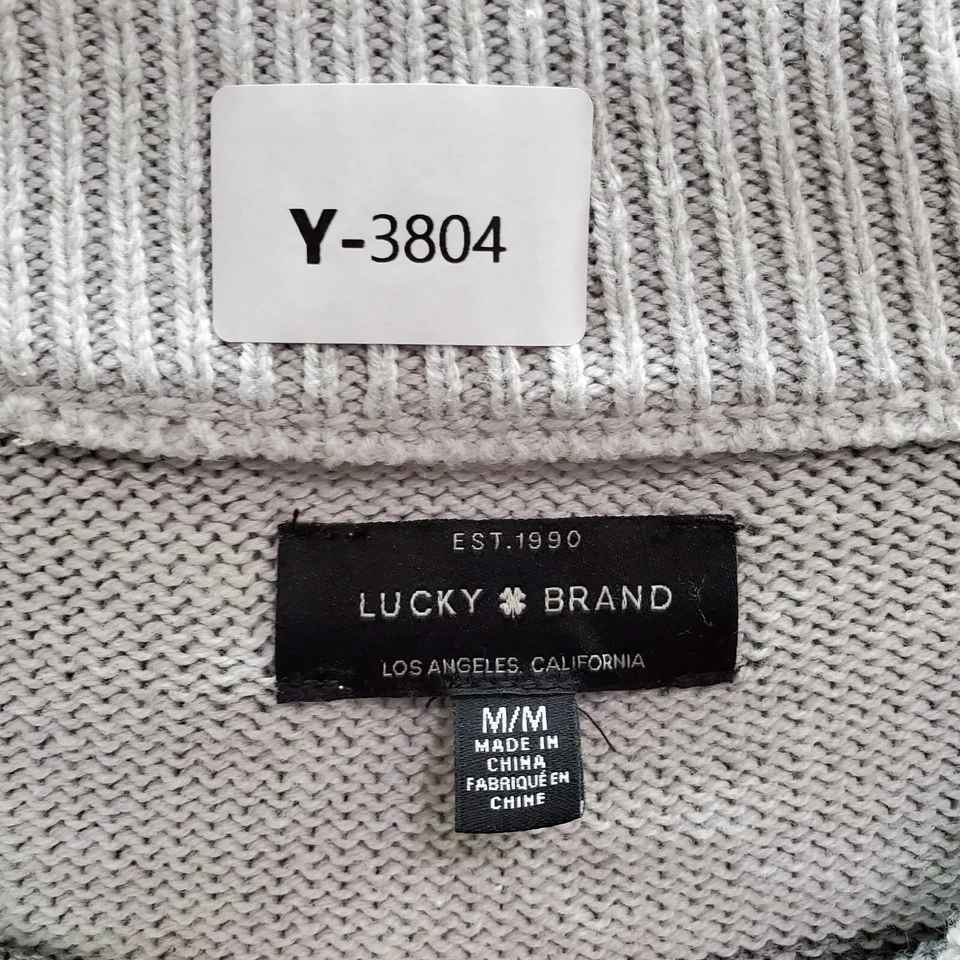 Y-3804
EST.1990
LUCKY BRAND
LOS ANGELES, CALIFORNIA
M/M
MADE IN
CHINA
FABRIQUÉ EN
CHINE